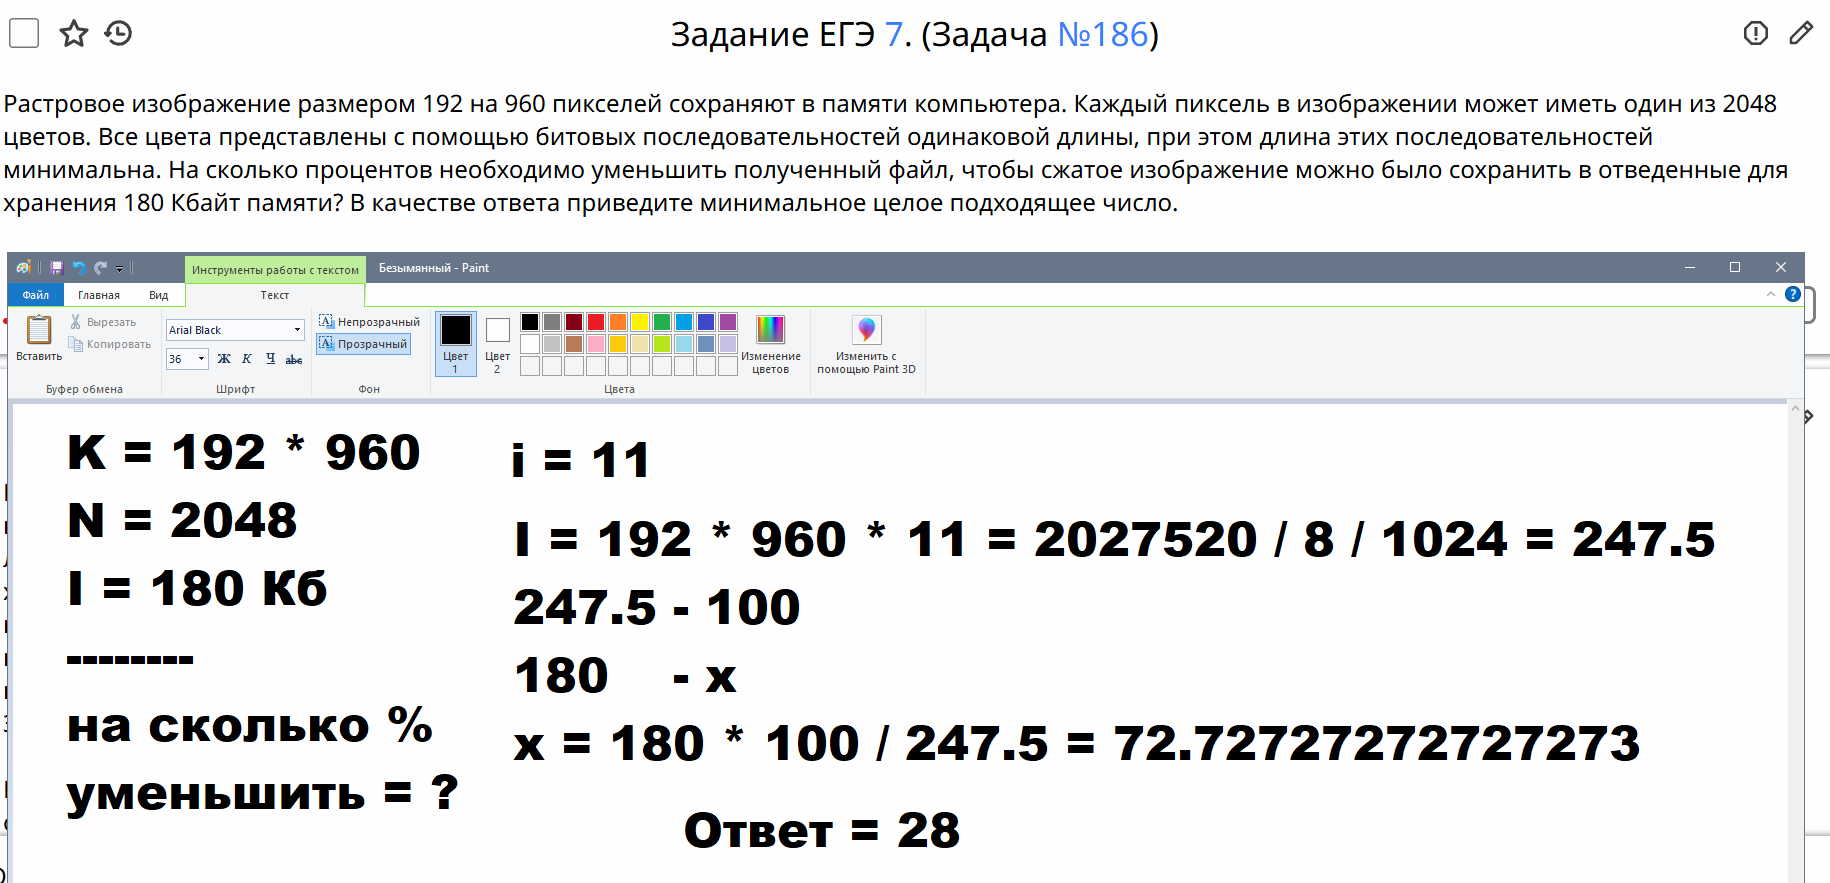 Задание ЕГЭ 7. (Задача №186)
Растровое изображение размером 192 на 960 пикселей сохраняют в памяти компьютера. Каждый пиксель в изображении может иметь один из 2048
цветов. Все цвета представлены с помощью битовых последовательностей одинаковой длины, при этом длина этих последовательностей
минимальна. На сколько процентов необходимо уменьшить полученный файл, чтобы сжатое изображение можно было сохранить в отведенные для
хранения 180 Кбайт памяти? В качестве ответа приведите минимальное целое подходящее число.
Инструменты работы с текстом
Безымянный - Paint
Файл
Главная
Вид
Текст
Вставить
Вырезать
Копировать
Буфер обмена
Arial Black
36
Ж К Ч abc
Шрифт
Непрозрачный
Прозрачный
Фон
Цвет
1
Цвет
2
Цвета
Изменение
цветов
Изменить с
помощью Paint 3D
K = 192 * 960
N = 2048
I = 180 Кб
--------
на сколько %
уменьшить = ?
i = 11
I = 192 * 960 * 11 = 2027520 / 8 / 1024 = 247.5
247.5 - 100
180 - x
x = 180 * 100 / 247.5 = 72.72727272727273
Ответ = 28